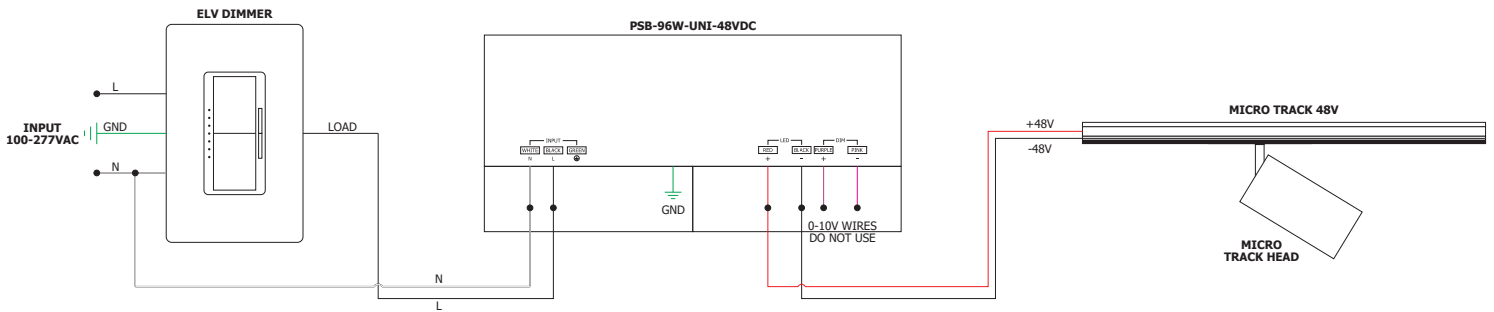 ELV DIMMER
L
INPUT
100-277VAC
GND
N
LOAD
N
L
PSB-96W-UNI-48VDC
INPUT
WHITE BLACK GREEN
N L
GND
LED DIM
RED BLACK PURPLE PINK
+ - + -
0-10V WIRES
DO NOT USE
+48V
-48V
MICRO TRACK 48V
MICRO
TRACK HEAD